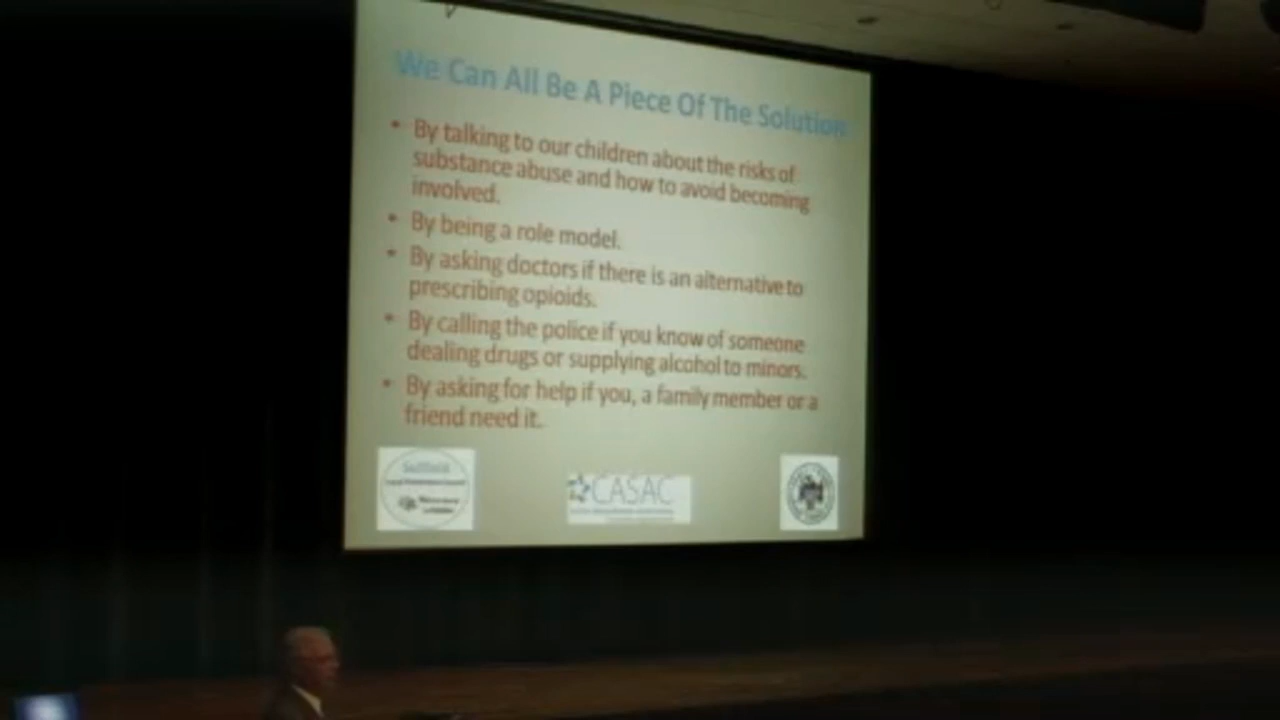 We Can All Be A Piece Of The Solution
• By talking to our children about the risks of
substance abuse and how to avoid becoming
involved.
• By being a role model.
• By asking doctors if there is an alternative to
prescribing opioids.
• By calling the police if you know of someone
dealing drugs or supplying alcohol to minors.
• By asking for help if you, a family member or a
friend need it.
CASAC